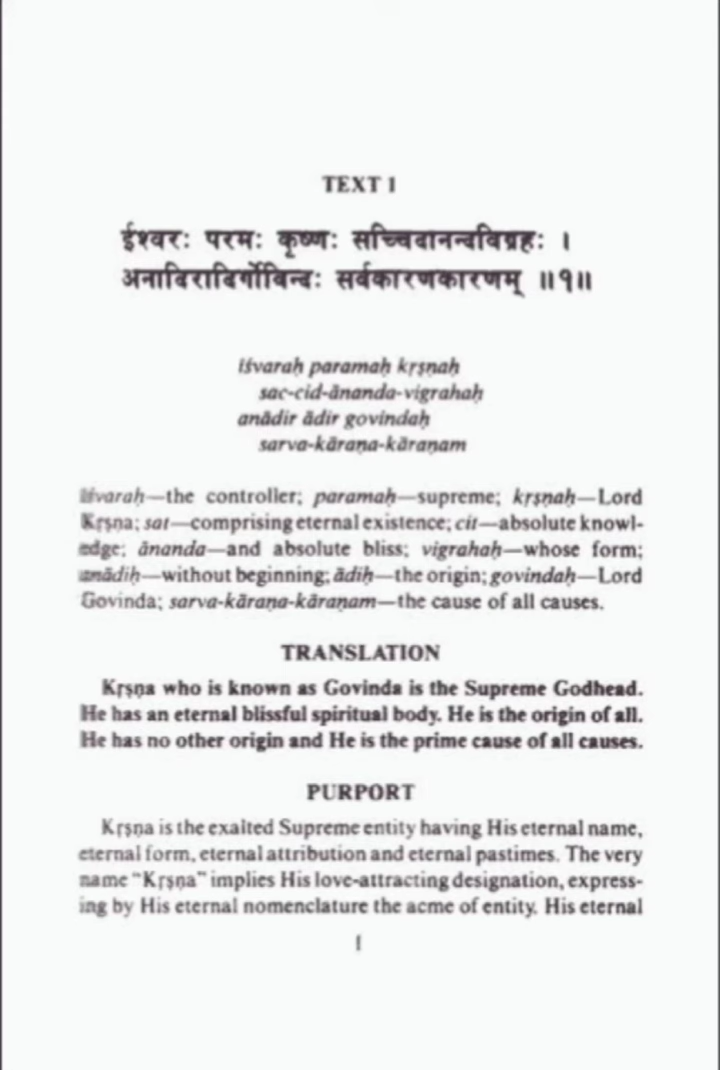 TEXT 1
ईश्वरः परमः कृष्णः सच्चिदानन्दविग्रहः ।
अनादिरादिर्गोविन्दः सर्वकारणकारणम् ॥१॥
īśvaraḥ paramaḥ kṛṣṇaḥ
sac-cid-ānanda-vigrahaḥ
anādir ādir govindaḥ
sarva-kāraṇa-kāraṇam
īśvaraḥ—the controller; paramaḥ—supreme; kṛṣṇaḥ—Lord
Kṛṣṇa; sat—comprising eternal existence; cit—absolute knowl-
edge; ānanda—and absolute bliss; vigrahaḥ—whose form;
anādiḥ—without beginning; ādiḥ—the origin; govindaḥ—Lord
Govinda; sarva-kāraṇa-kāraṇam—the cause of all causes.
TRANSLATION
Kṛṣṇa who is known as Govinda is the Supreme Godhead.
He has an eternal blissful spiritual body. He is the origin of all.
He has no other origin and He is the prime cause of all causes.
PURPORT
Kṛṣṇa is the exalted Supreme entity having His eternal name,
eternal form, eternal attribution and eternal pastimes. The very
name “Kṛṣṇa” implies His love-attracting designation, express-
ing by His eternal nomenclature the acme of entity. His eternal
1